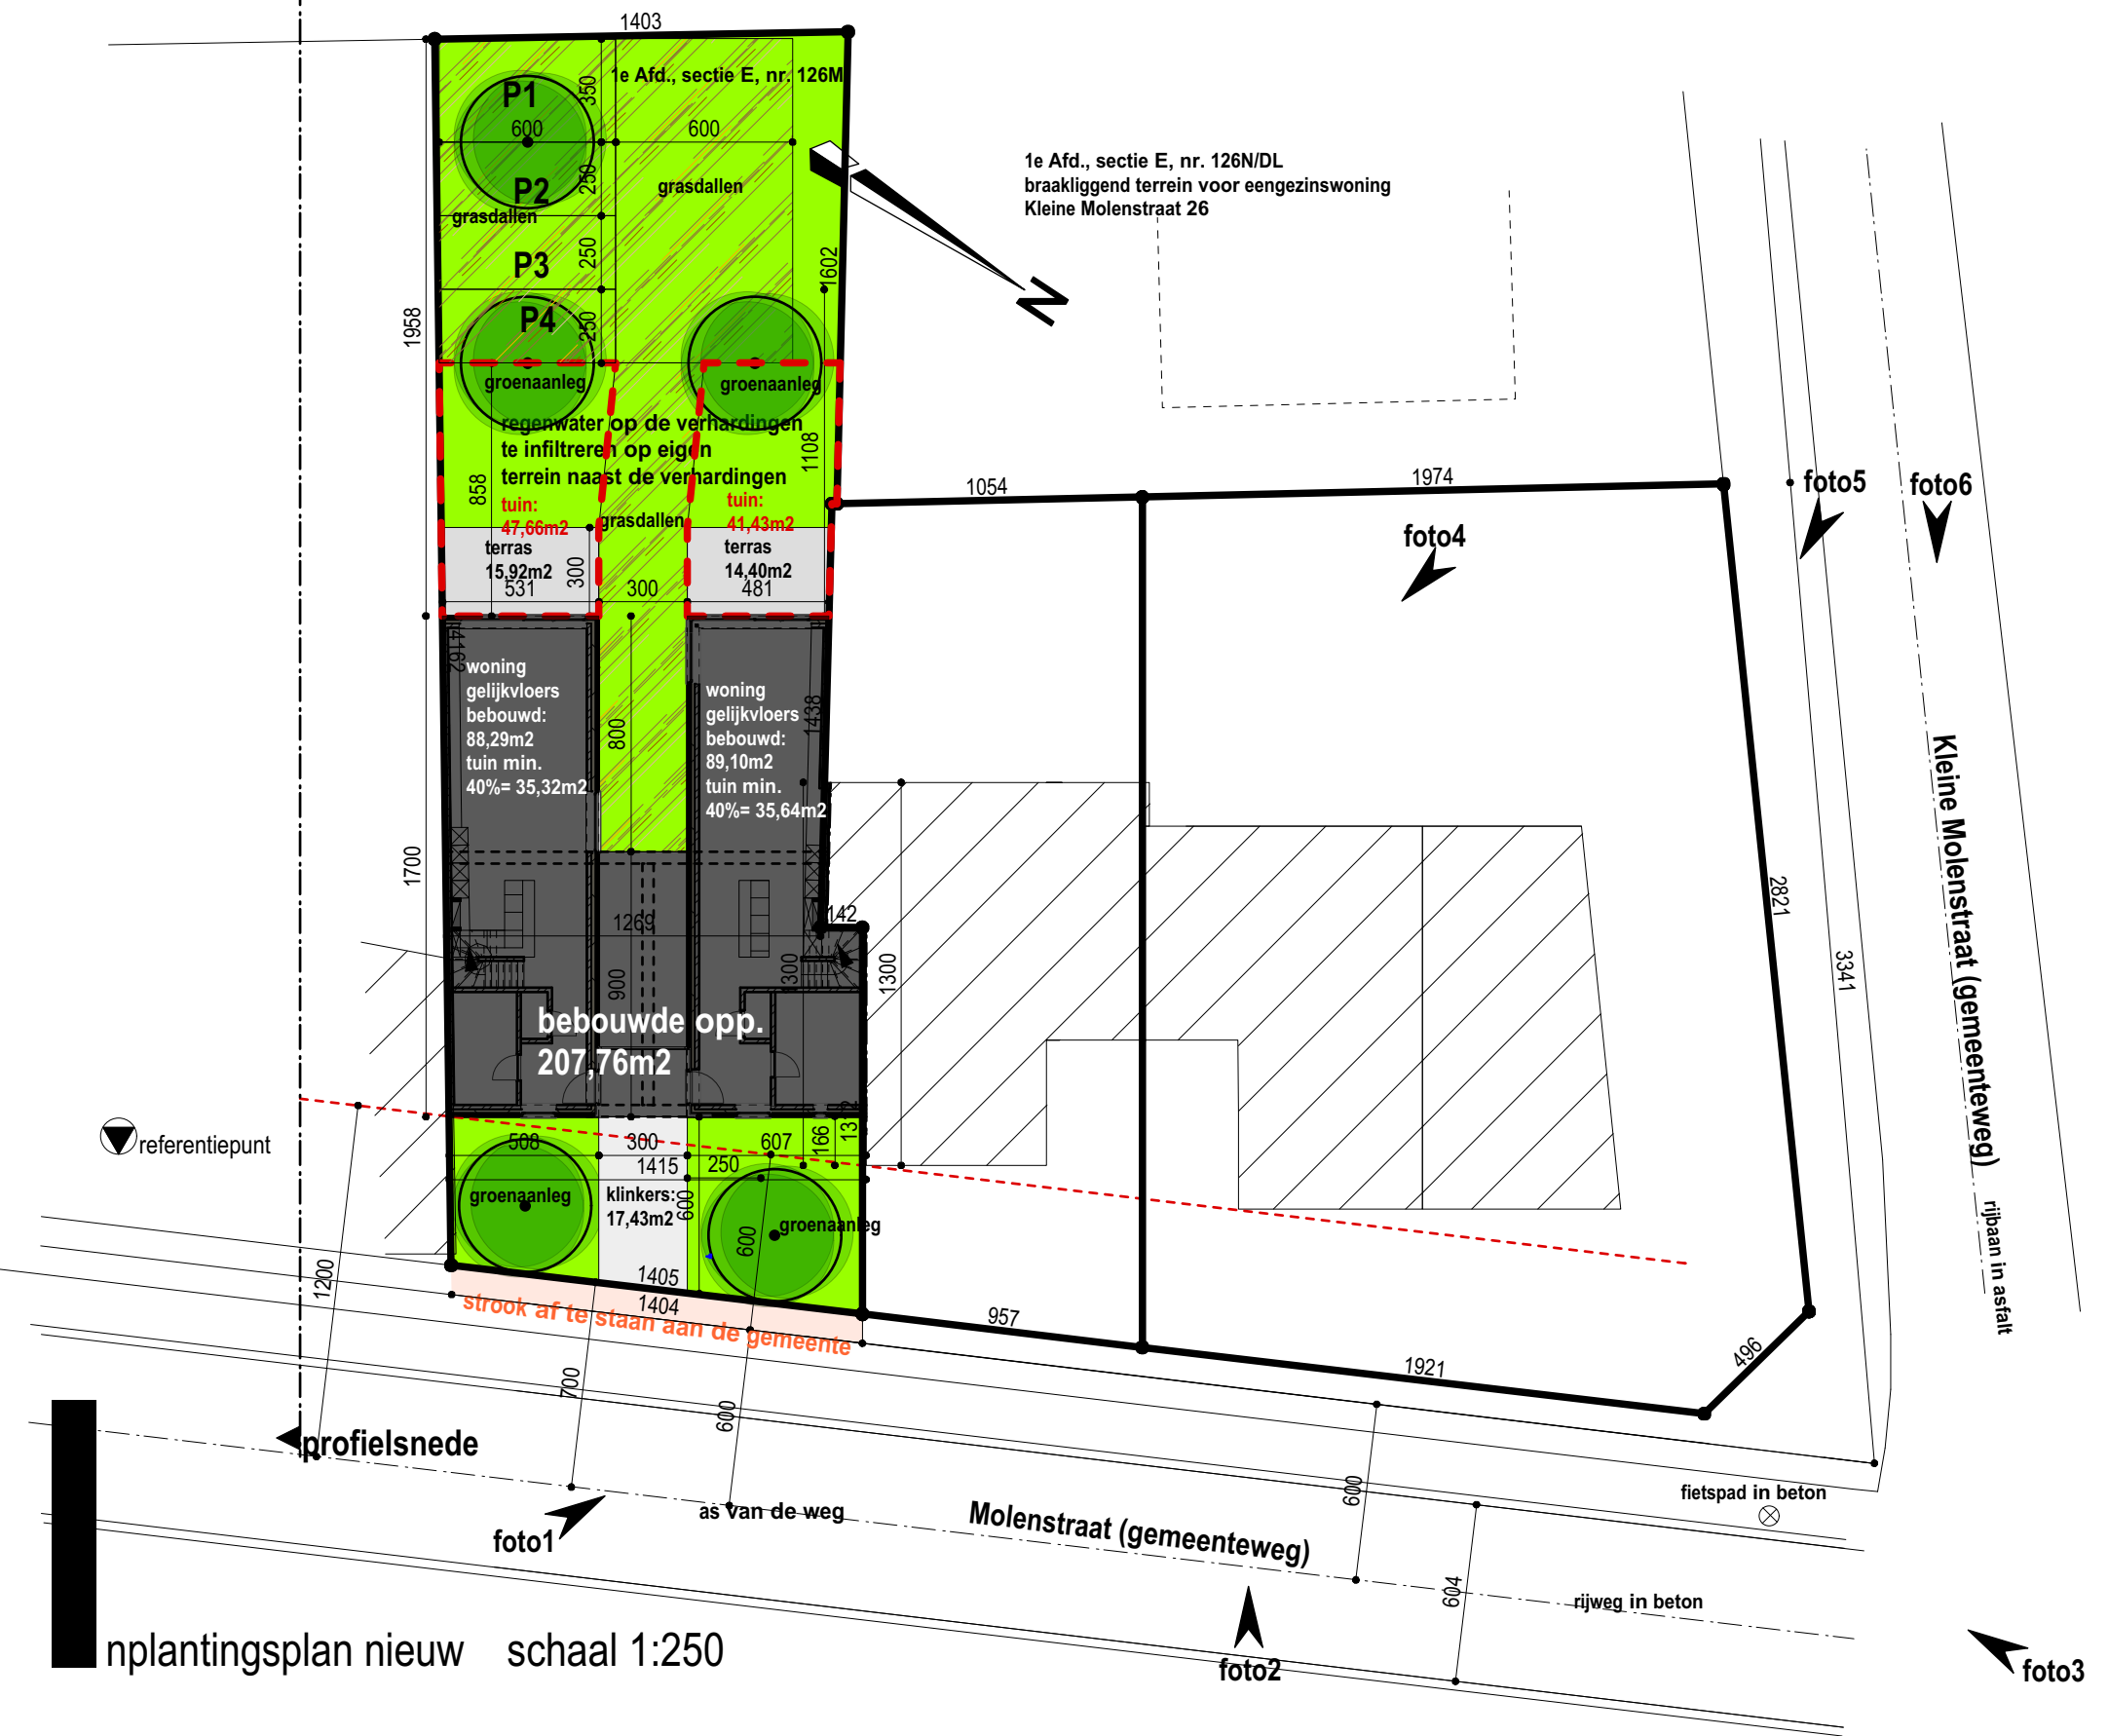 1403
1e Afd., sectie E, nr. 126M
P1
350
600
600
P2
250
grasdallen
grasdallen
1e Afd., sectie E, nr. 126N/DL
braakliggend terrein voor eengezinswoning
Kleine Molenstraat 26
N
P3
250
1602
P4
250
1958
groenaanleg
groenaanleg
regenwater op de verhardingen
te infiltreren op eigen
terrein naast de verhardingen
858
1108
tuin:
47,66m2
tuin:
41,43m2
grasdallen
terras
15,92m2
terras
14,40m2
300
531
300
481
1054
1974
foto4
foto5
foto6
4162
woning
gelijkvloers
bebouwd:
88,29m2
tuin min.
40%= 35,32m2
800
woning
gelijkvloers
bebouwd:
89,10m2
tuin min.
40%= 35,64m2
1438
1700
1269
142
900
1300
1300
bebouwde opp.
207,76m2
2821
3341
Kleine Molenstraat (gemeenteweg)
rijbaan in asfalt
referentiepunt
508
300
607
166
1415
250
groenaanleg
klinkers:
17,43m2
600
600
groenaanleg
1200
1405
1404
strook af te staan aan de gemeente
957
1921
496
700
600
profielsnede
as van de weg
foto1
Molenstraat (gemeenteweg)
600
604
fietspad in beton
rijweg in beton
foto2
foto3
nplantingsplan nieuw schaal 1:250